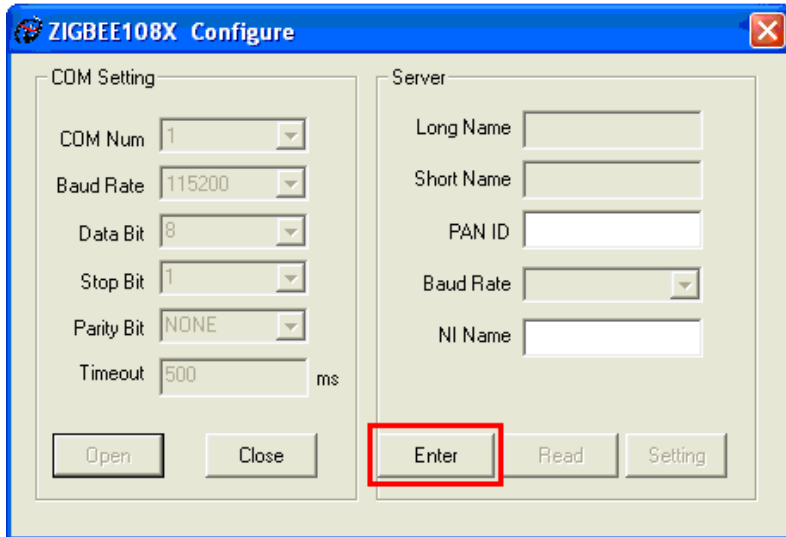 ZIGBEE108X Configure
COM Setting
COM Num 1
Baud Rate 115200
Data Bit 8
Stop Bit 1
Parity Bit NONE
Timeout 500 ms
Open Close
Server
Long Name
Short Name
PAN ID
Baud Rate
NI Name
Enter Read Setting